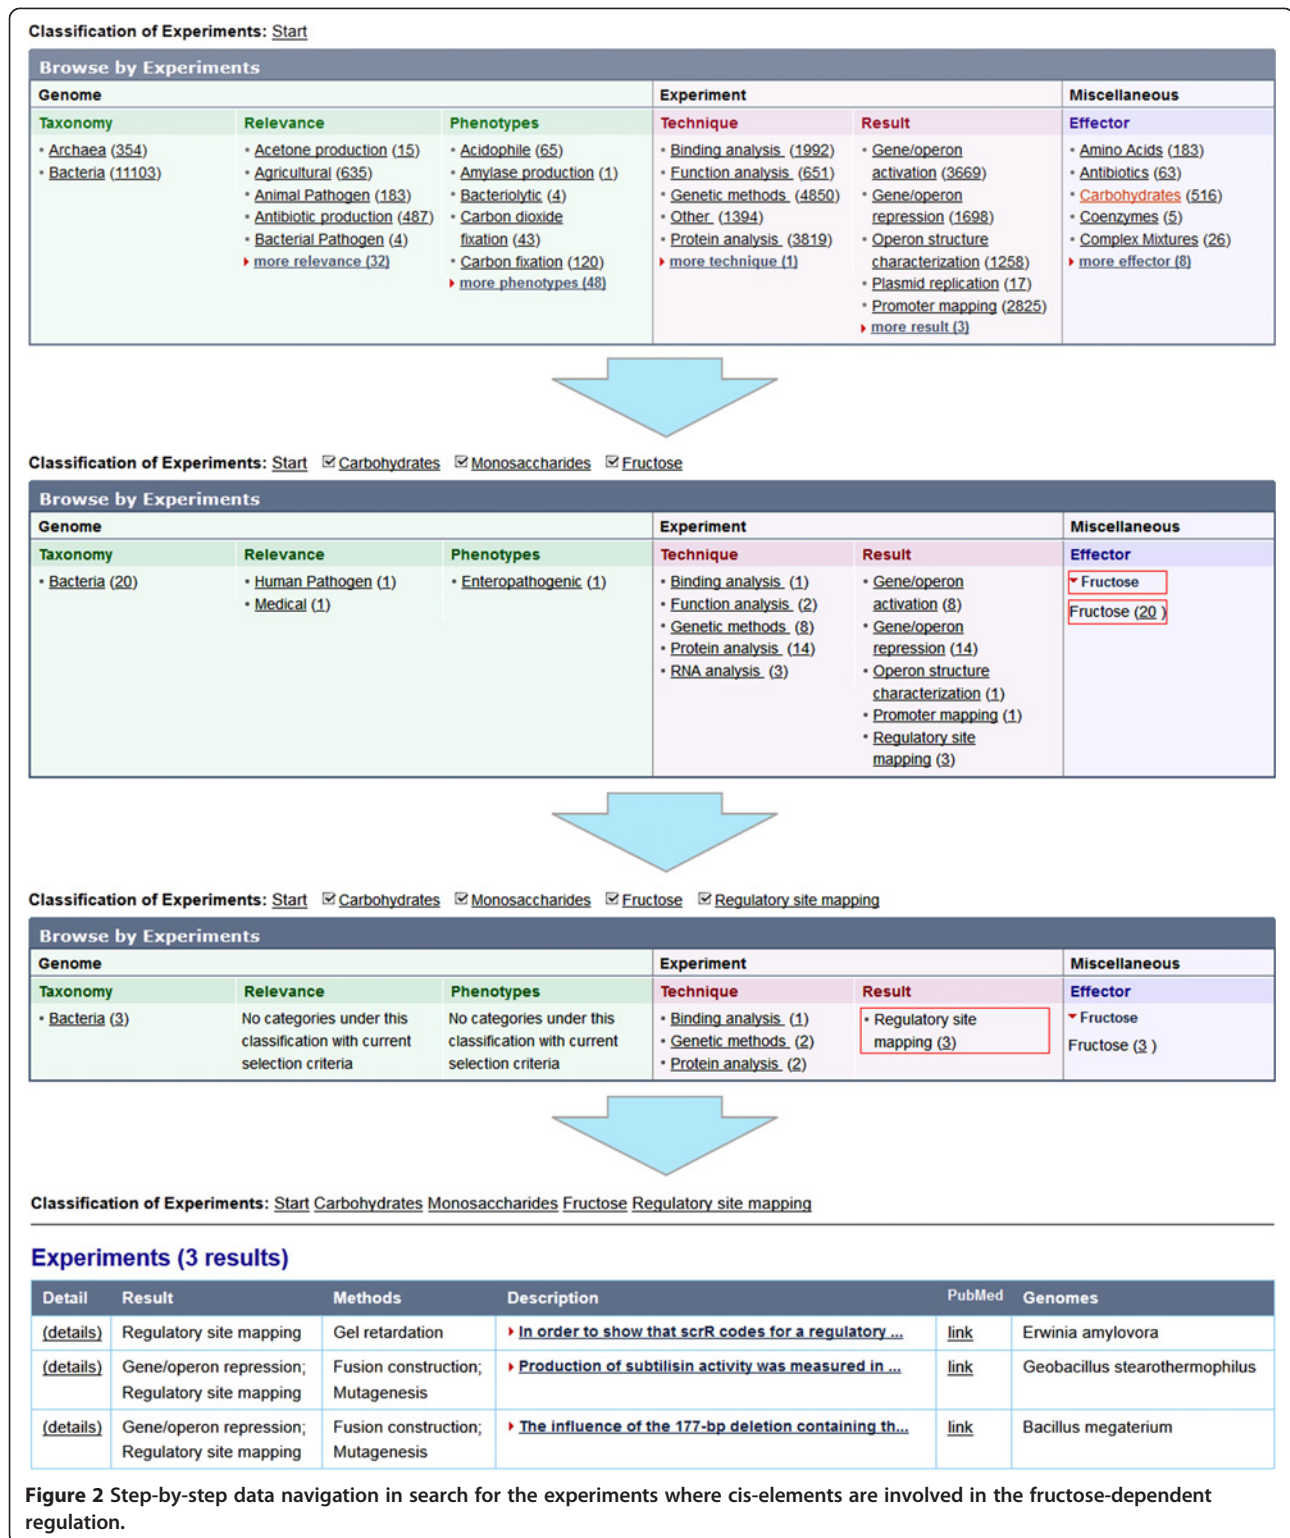 Classification of Experiments: Start
Browse by Experiments
Genome
Experiment
Miscellaneous
Taxonomy
Archaea (354)
Bacteria (11103)
Relevance
Acetone production (15)
Agricultural (635)
Animal Pathogen (183)
Antibiotic production (487)
Bacterial Pathogen (4)
more relevance (32)
Phenotypes
Acidophile (65)
Amylase production (1)
Bacteriolytic (4)
Carbon dioxide
fixation (43)
Carbon fixation (120)
more phenotypes (48)
Technique
Binding analysis (1992)
Function analysis (651)
Genetic methods (4850)
Other (1394)
Protein analysis (3819)
more technique (1)
Result
Gene/operon
activation (3669)
Gene/operon
repression (1698)
Operon structure
characterization (1258)
Plasmid replication (17)
Promoter mapping (2825)
more result (3)
Effector
Amino Acids (183)
Antibiotics (63)
Carbohydrates (516)
Coenzymes (5)
Complex Mixtures (26)
more effector (8)
Classification of Experiments: Start Carbohydrates Monosaccharides Fructose
Browse by Experiments
Genome
Experiment
Miscellaneous
Taxonomy
Bacteria (20)
Relevance
Human Pathogen (1)
Medical (1)
Phenotypes
Enteropathogenic (1)
Technique
Binding analysis (1)
Function analysis (2)
Genetic methods (8)
Protein analysis (14)
RNA analysis (3)
Result
Gene/operon
activation (8)
Gene/operon
repression (14)
Operon structure
characterization (1)
Promoter mapping (1)
Regulatory site
mapping (3)
Effector
Fructose
Fructose (20 )
Classification of Experiments: Start Carbohydrates Monosaccharides Fructose Regulatory site mapping
Browse by Experiments
Genome
Experiment
Miscellaneous
Taxonomy
Bacteria (3)
Relevance
No categories under this
classification with current
selection criteria
Phenotypes
No categories under this
classification with current
selection criteria
Technique
Binding analysis (1)
Genetic methods (2)
Protein analysis (2)
Result
Regulatory site
mapping (3)
Effector
Fructose
Fructose (3 )
Classification of Experiments: Start Carbohydrates Monosaccharides Fructose Regulatory site mapping
Experiments (3 results)
Detail Result Methods Description PubMed Genomes
(details) Regulatory site mapping Gel retardation In order to show that scrR codes for a regulatory ... link Erwinia amylovora
(details) Gene/operon repression; Fusion construction; Production of subtilisin activity was measured in ... link Geobacillus stearothermophilus
Regulatory site mapping Mutagenesis
(details) Gene/operon repression; Fusion construction; The influence of the 177-bp deletion containing th... link Bacillus megaterium
Regulatory site mapping Mutagenesis
Figure 2 Step-by-step data navigation in search for the experiments where cis-elements are involved in the fructose-dependent
regulation.